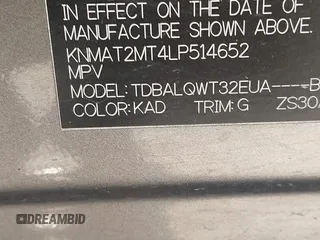 IN EFFECT ON THE DATE OF
MANUFACTURE SHOWN ABOVE.
KNMAT2MT4LP514652
MPV
MODEL: TDBALQWT32EUA----B
COLOR: KAD TRIM: G ZS30
DREAMBID